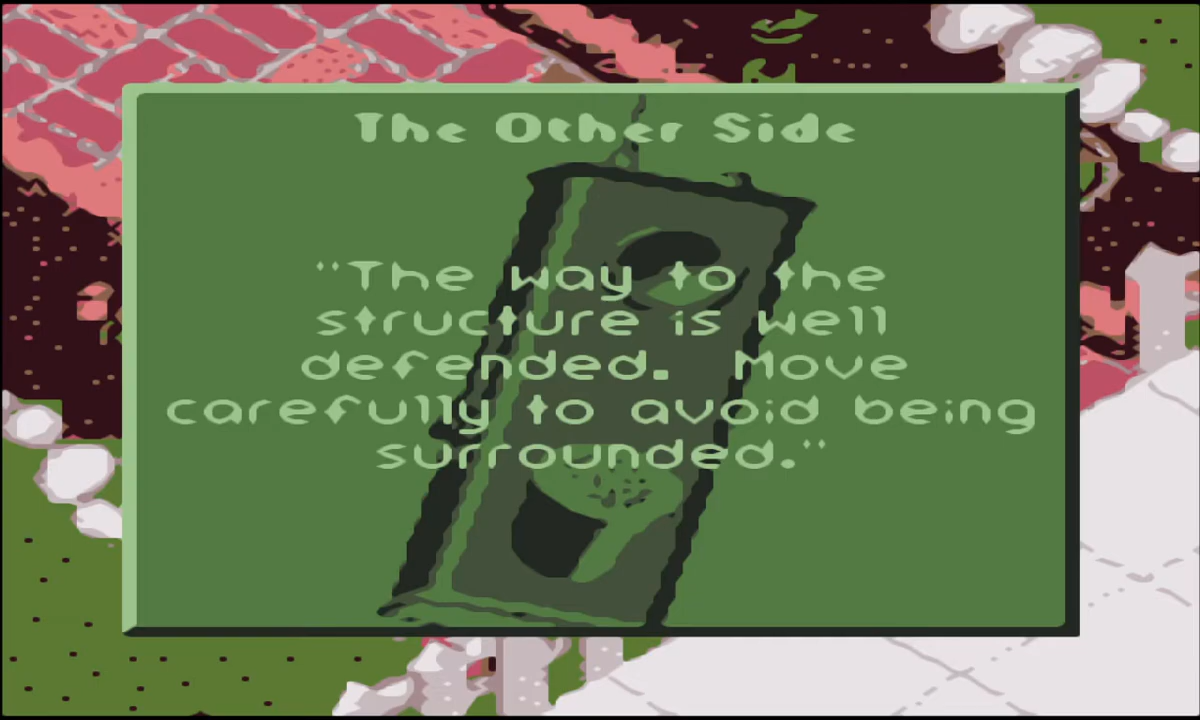 The Other Side
"The way to the
structure is well
defended. Move
carefully to avoid being
surrounded."